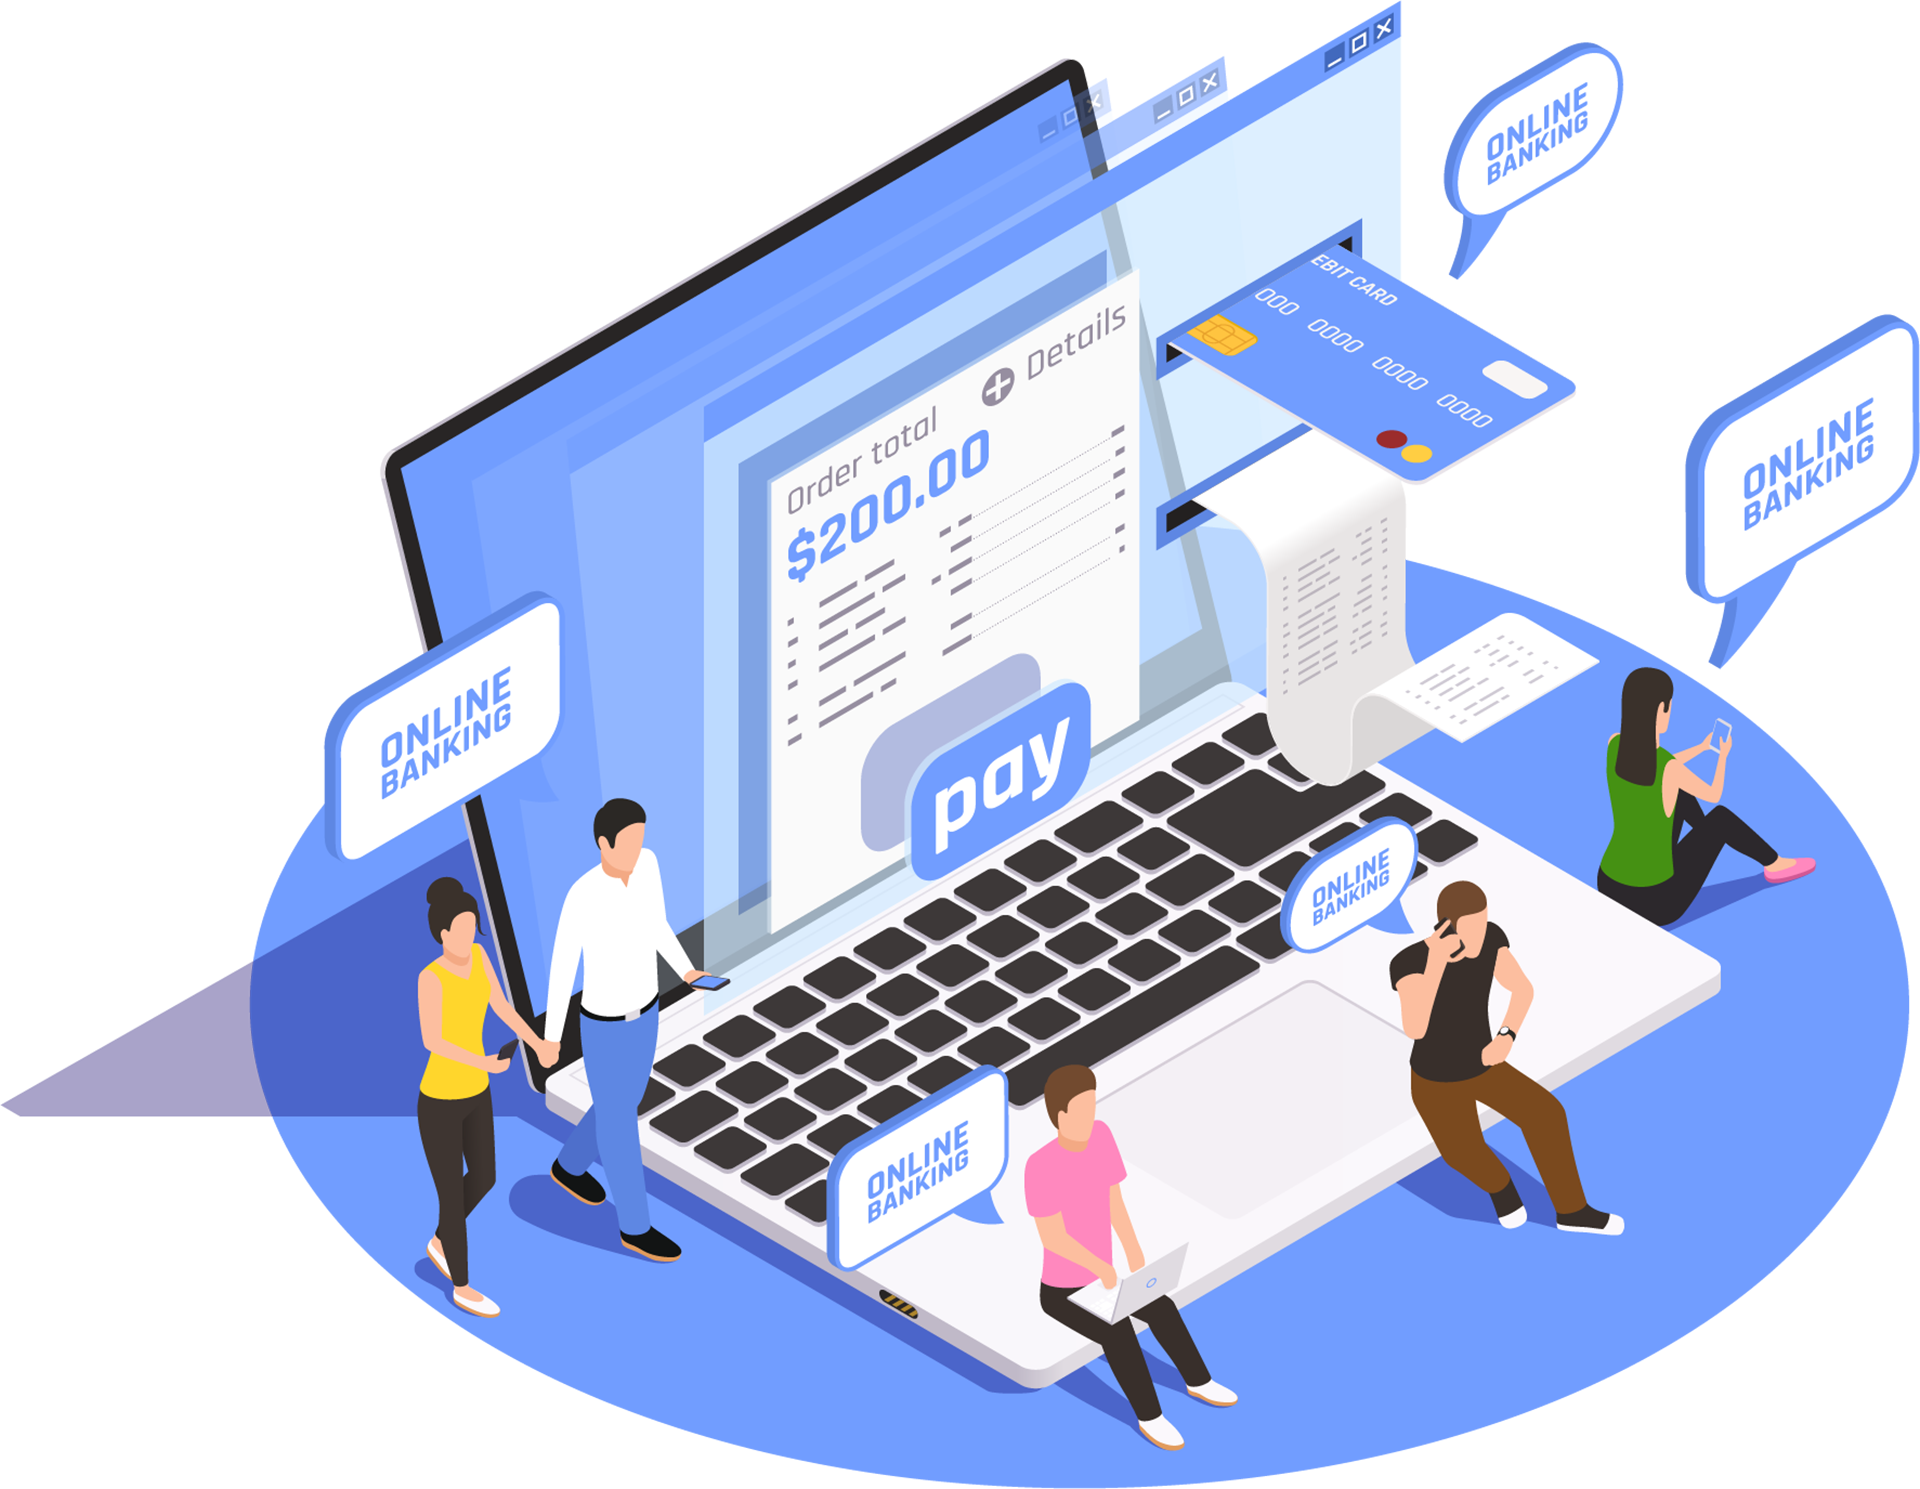 ONLINE
BANKING
EBIT CARD
000 0000 0000 0000
Details
Order total
$200.00
ONLINE
BANKING
ONLINE
BANKING
pay
ONLINE
BANKING
ONLINE
BANKING